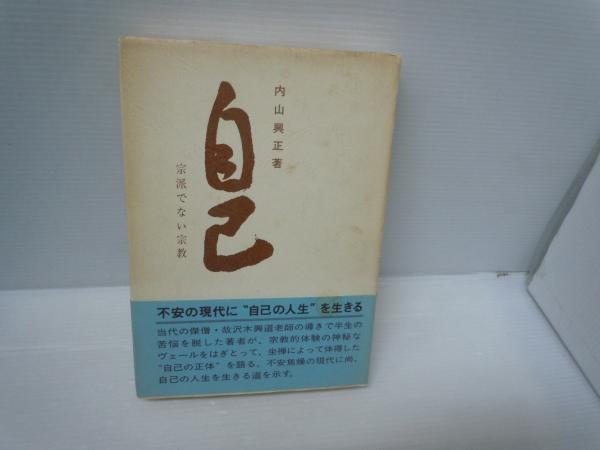 内山興正著
自己
宗派でない宗教
不安の現代に“自己の人生”を生きる
当代の傑僧・故沢木興道老師の導きで半生の
苦悩を脱した著者が、宗教的体験の神秘な
ヴェールをはぎとって、坐禅によって体得した
“自己の正体”を語る。不安焦燥の現代に尚、
自己の人生を生きる道を示す。